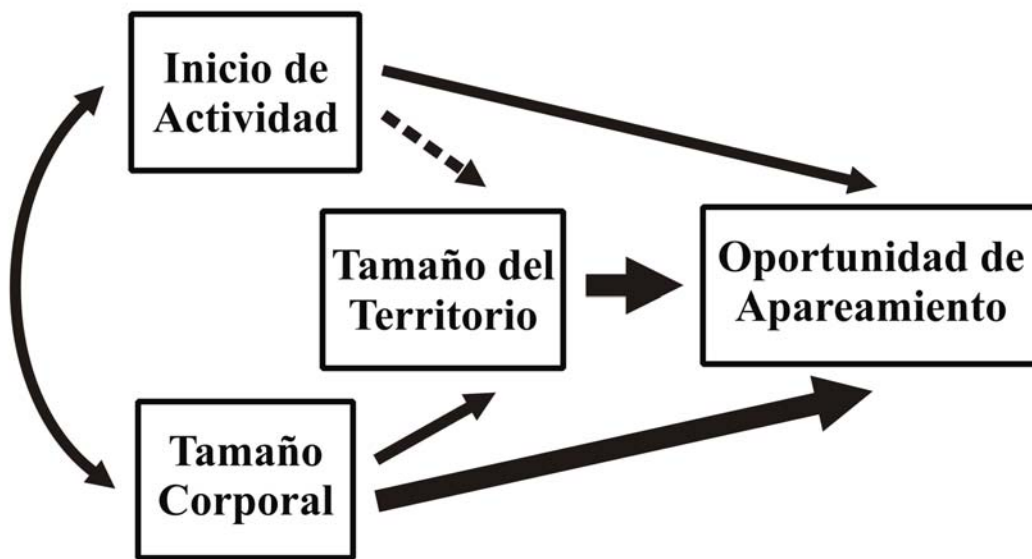 Inicio de
Actividad
Tamaño del
Territorio
Oportunidad de
Apareamiento
Tamaño
Corporal